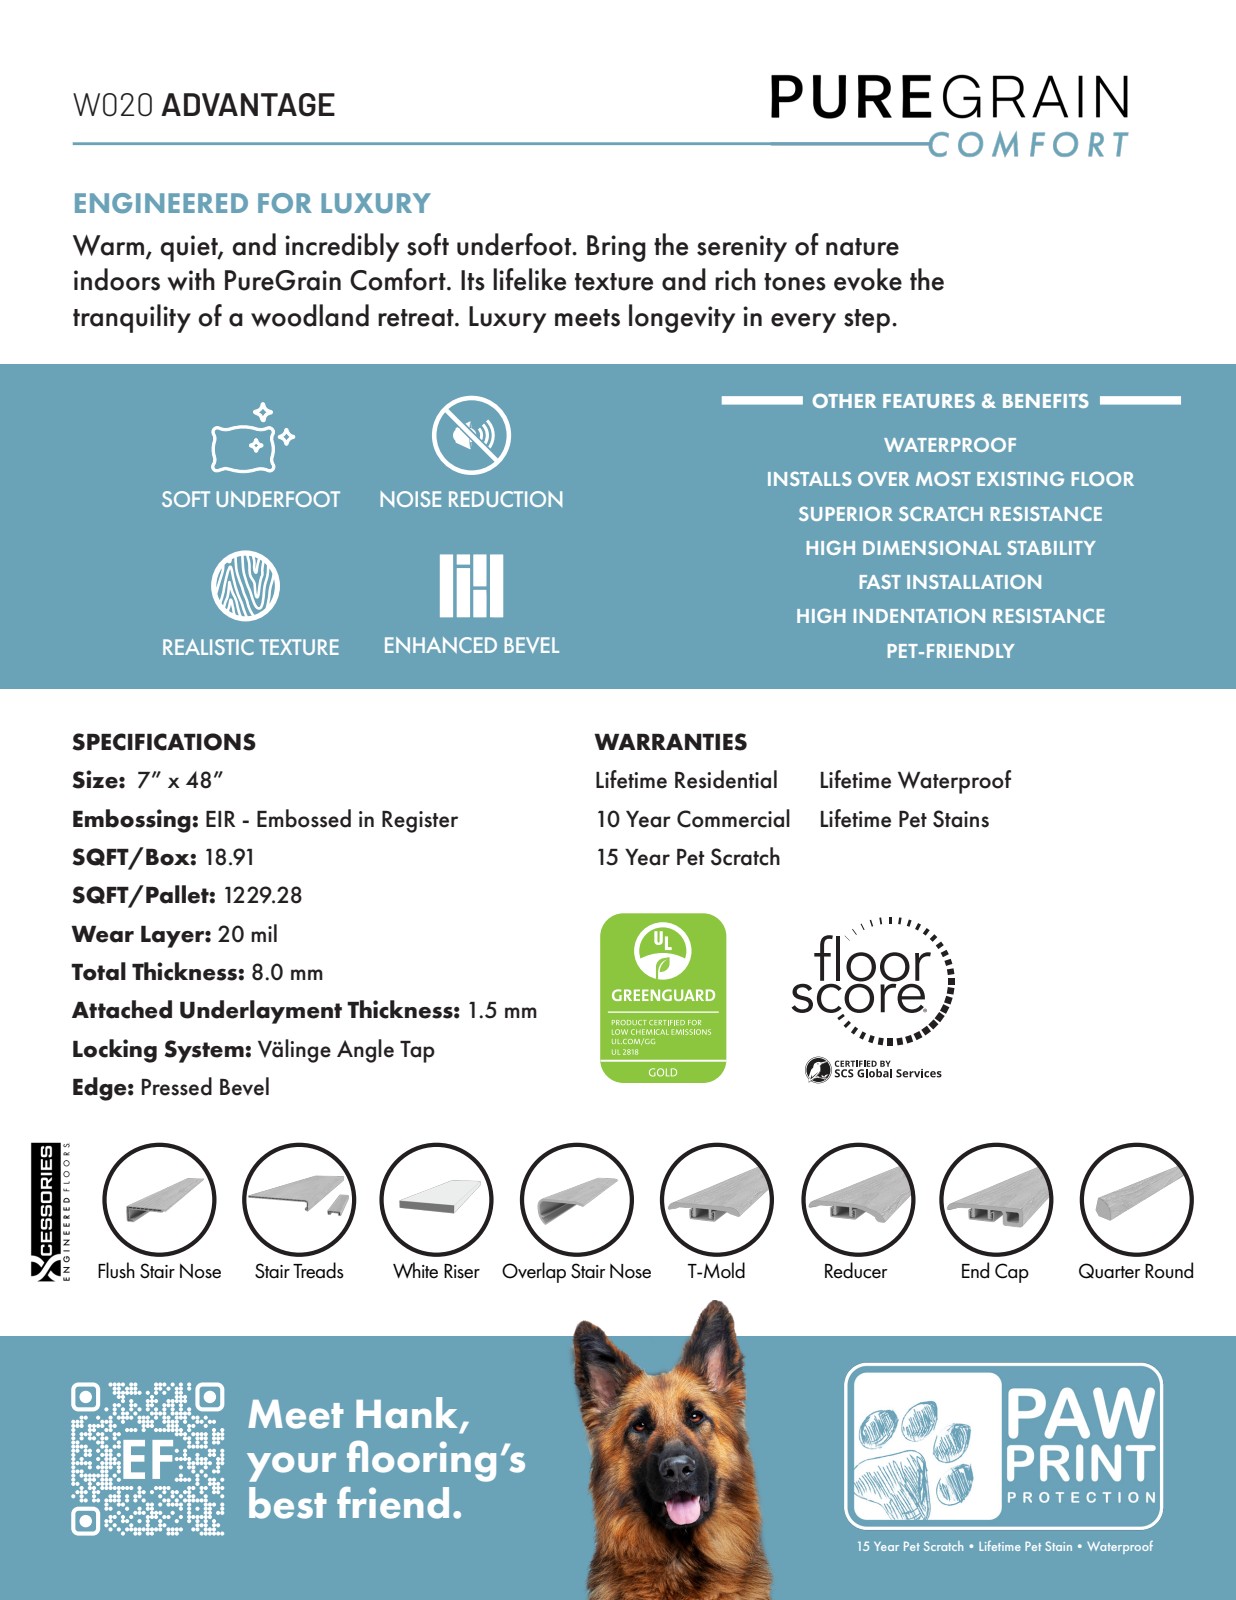 W020 ADVANTAGE
PUREGRAIN
COMFORT
ENGINEERED FOR LUXURY
Warm, quiet, and incredibly soft underfoot. Bring the serenity of nature
indoors with PureGrain Comfort. Its lifelike texture and rich tones evoke the
tranquility of a woodland retreat. Luxury meets longevity in every step.
SOFT UNDERFOOT
NOISE REDUCTION
REALISTIC TEXTURE
ENHANCED BEVEL
OTHER FEATURES & BENEFITS
WATERPROOF
INSTALLS OVER MOST EXISTING FLOOR
SUPERIOR SCRATCH RESISTANCE
HIGH DIMENSIONAL STABILITY
FAST INSTALLATION
HIGH INDENTATION RESISTANCE
PET-FRIENDLY
SPECIFICATIONS
Size: 7” x 48”
Embossing: EIR - Embossed in Register
SQFT/Box: 18.91
SQFT/Pallet: 1229.28
Wear Layer: 20 mil
Total Thickness: 8.0 mm
Attached Underlayment Thickness: 1.5 mm
Locking System: Välinge Angle Tap
Edge: Pressed Bevel
WARRANTIES
Lifetime Residential
10 Year Commercial
15 Year Pet Scratch
Lifetime Waterproof
Lifetime Pet Stains
UL
GREENGUARD
PRODUCT CERTIFIED FOR
LOW CHEMICAL EMISSIONS
UL.COM/GG
UL 2818
GOLD
floor
score®
CERTIFIED BY
SCS Global Services
XCESSORIES
ENGINEERED FLOORS
Flush Stair Nose
Stair Treads
White Riser
Overlap Stair Nose
T-Mold
Reducer
End Cap
Quarter Round
EF
Meet Hank,
your flooring’s
best friend.
PAW
PRINT
PROTECTION
15 Year Pet Scratch • Lifetime Pet Stain • Waterproof